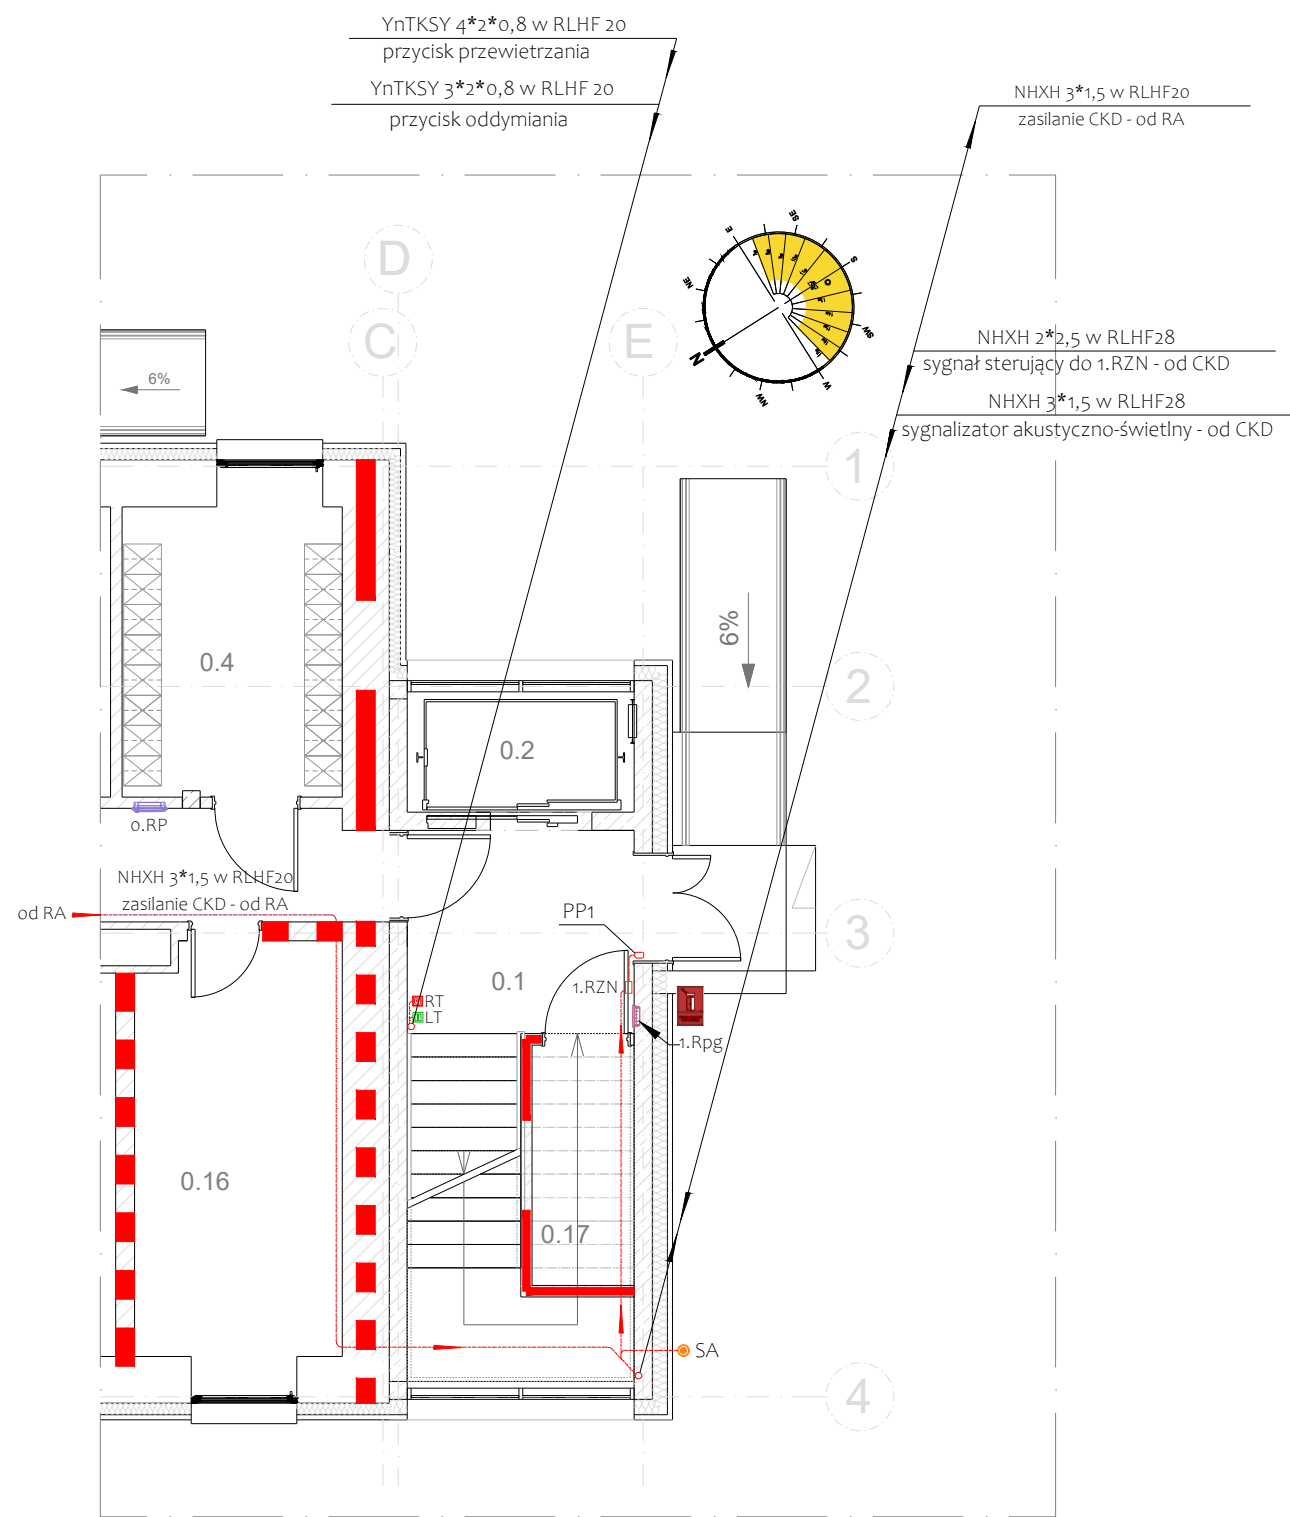 YnTKSY 4*2*0,8 w RLHF 20
przycisk przewietrzania
YnTKSY 3*2*0,8 w RLHF 20
przycisk oddymiania
NHXH 3*1,5 w RLHF20
zasilanie CKD - od RA
SE
E
S
NE
SW
N
W
NW
D
C
E
NHXH 2*2,5 w RLHF28
sygnał sterujący do 1.RZN - od CKD
NHXH 3*1,5 w RLHF28
sygnalizator akustyczno-świetlny - od CKD
6%
1
6%
0.4
2
0.2
0.RP
NHXH 3*1,5 w RLHF20
zasilanie CKD - od RA
od RA
PP1
3
0.1
1.RZN
RT
LT
1.Rpg
0.16
0.17
SA
4